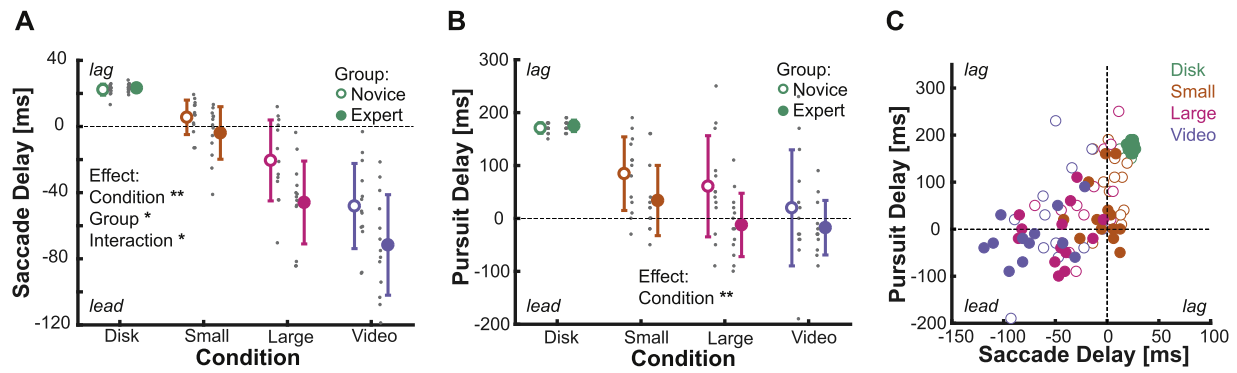 A
Saccade Delay [ms]
40
0
-40
-80
-120
lag
Group:
Novice
Expert
Effect:
Condition **
Group *
Interaction *
lead
Disk
Small
Large
Video
Condition
B
Pursuit Delay [ms]
300
200
100
0
-100
-200
Group:
Novice
Expert
lag
Effect:
Condition **
lead
Disk
Small
Large
Video
Condition
C
Pursuit Delay [ms]
300
200
100
0
-100
-200
lag
Disk
Small
Large
Video
lead
lag
-150
-100
-50
0
50
100
Saccade Delay [ms]